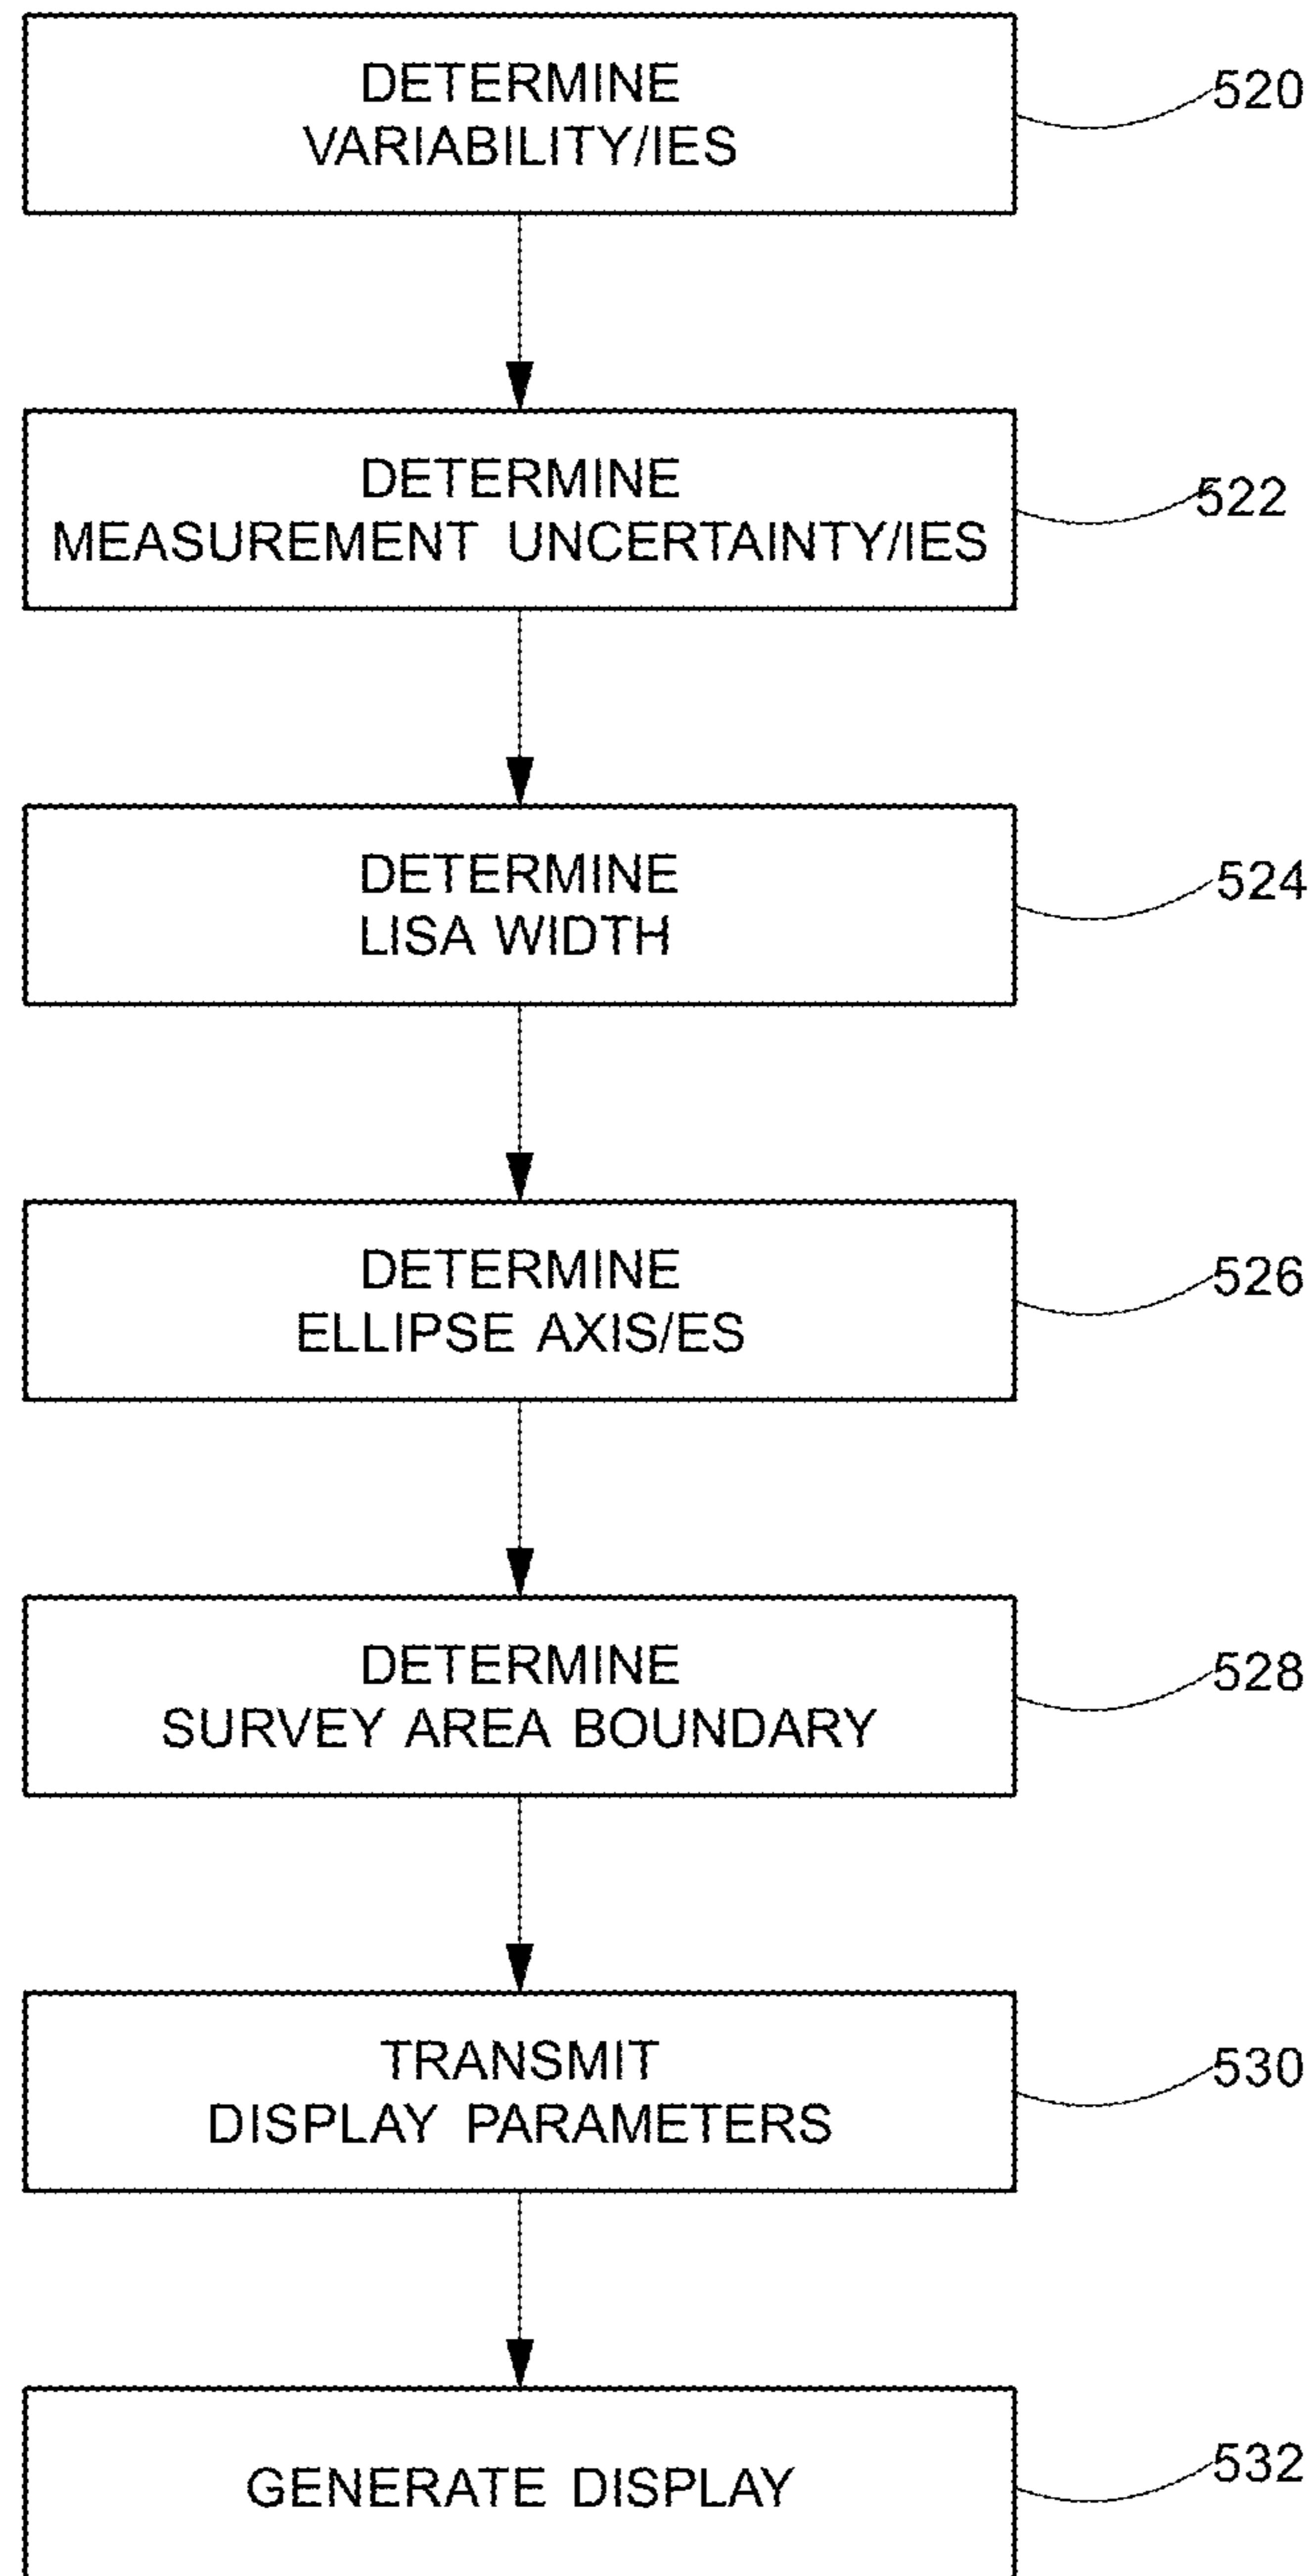 DETERMINE
VARIABILITY/IES
520
DETERMINE
MEASUREMENT UNCERTAINTY/IES
522
DETERMINE
LISA WIDTH
524
DETERMINE
ELLIPSE AXIS/ES
526
DETERMINE
SURVEY AREA BOUNDARY
528
TRANSMIT
DISPLAY PARAMETERS
530
GENERATE DISPLAY
532